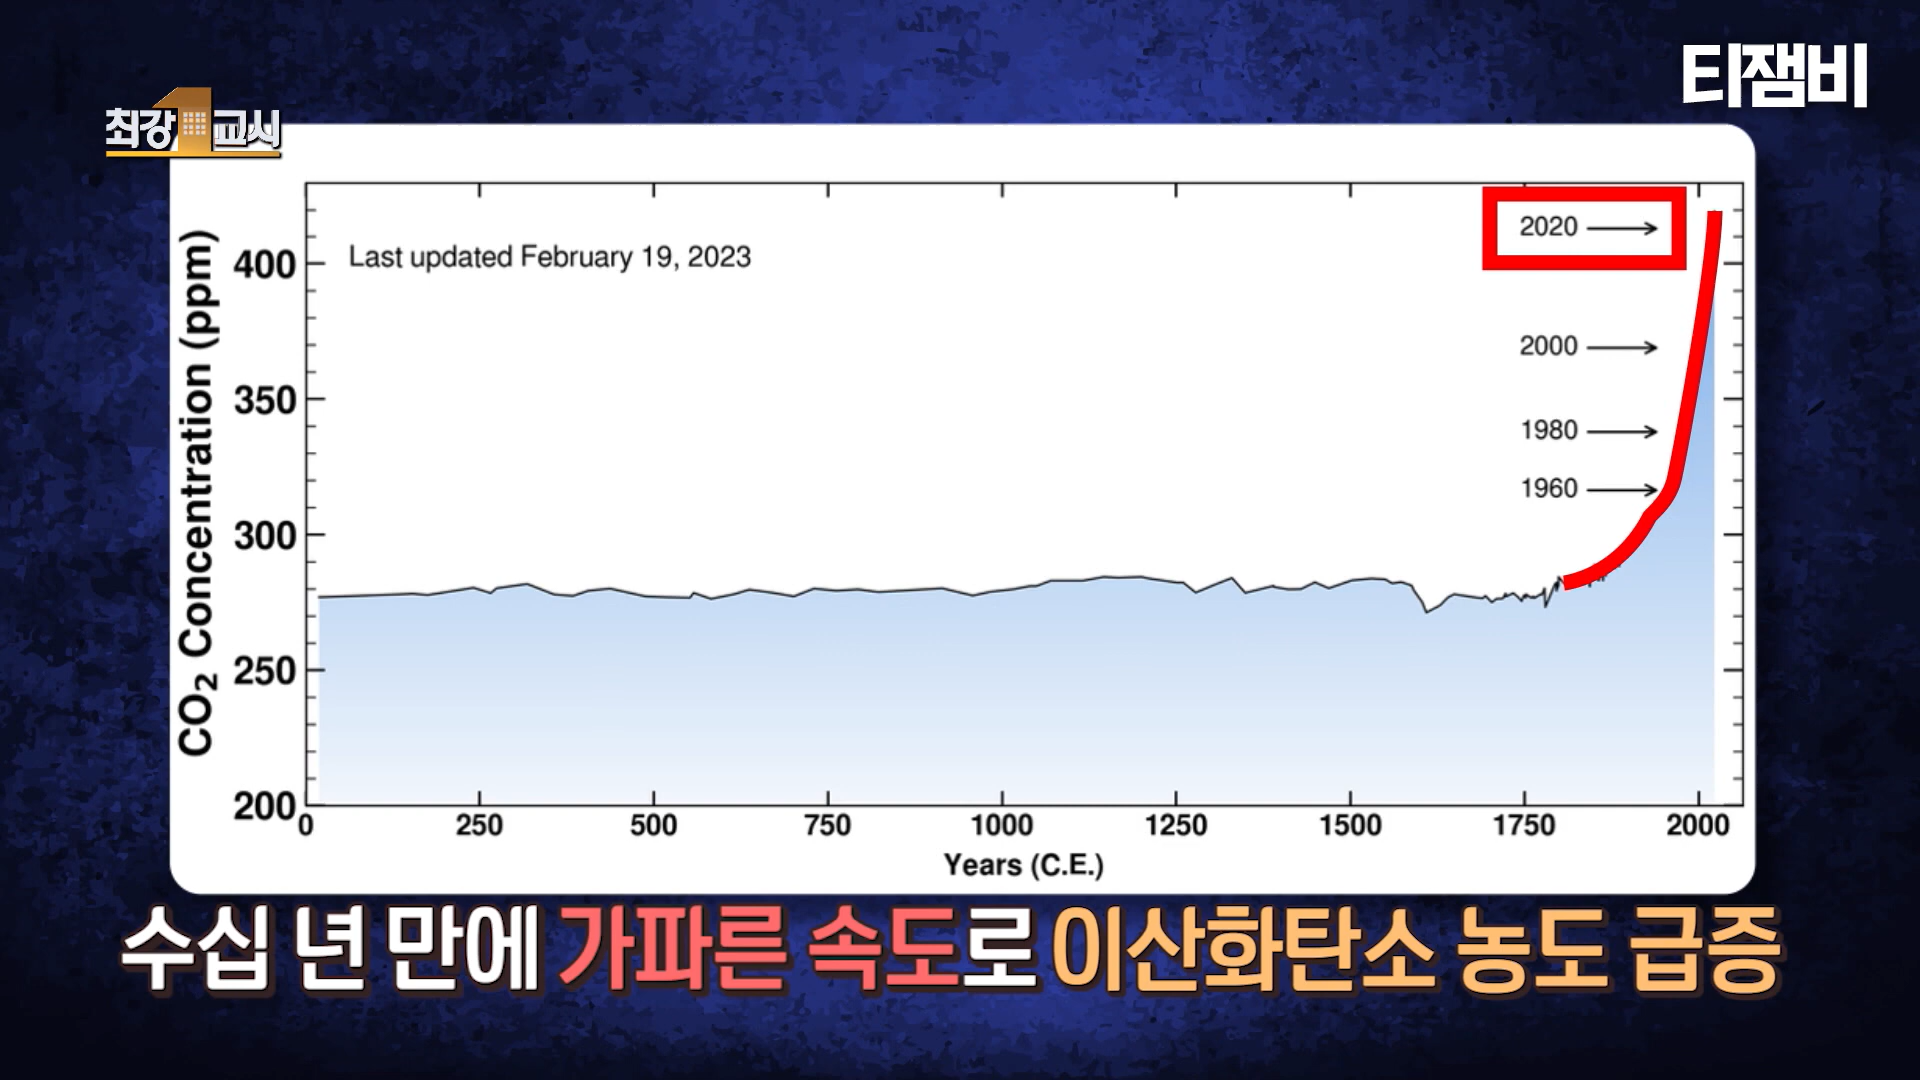 티잼비
최강1교시
Last updated February 19, 2023
2020
2000
1980
1960
CO₂ Concentration (ppm)
400
350
300
250
200
0 250 500 750 1000 1250 1500 1750 2000
Years (C.E.)
수십 년 만에 가파른 속도로 이산화탄소 농도 급증